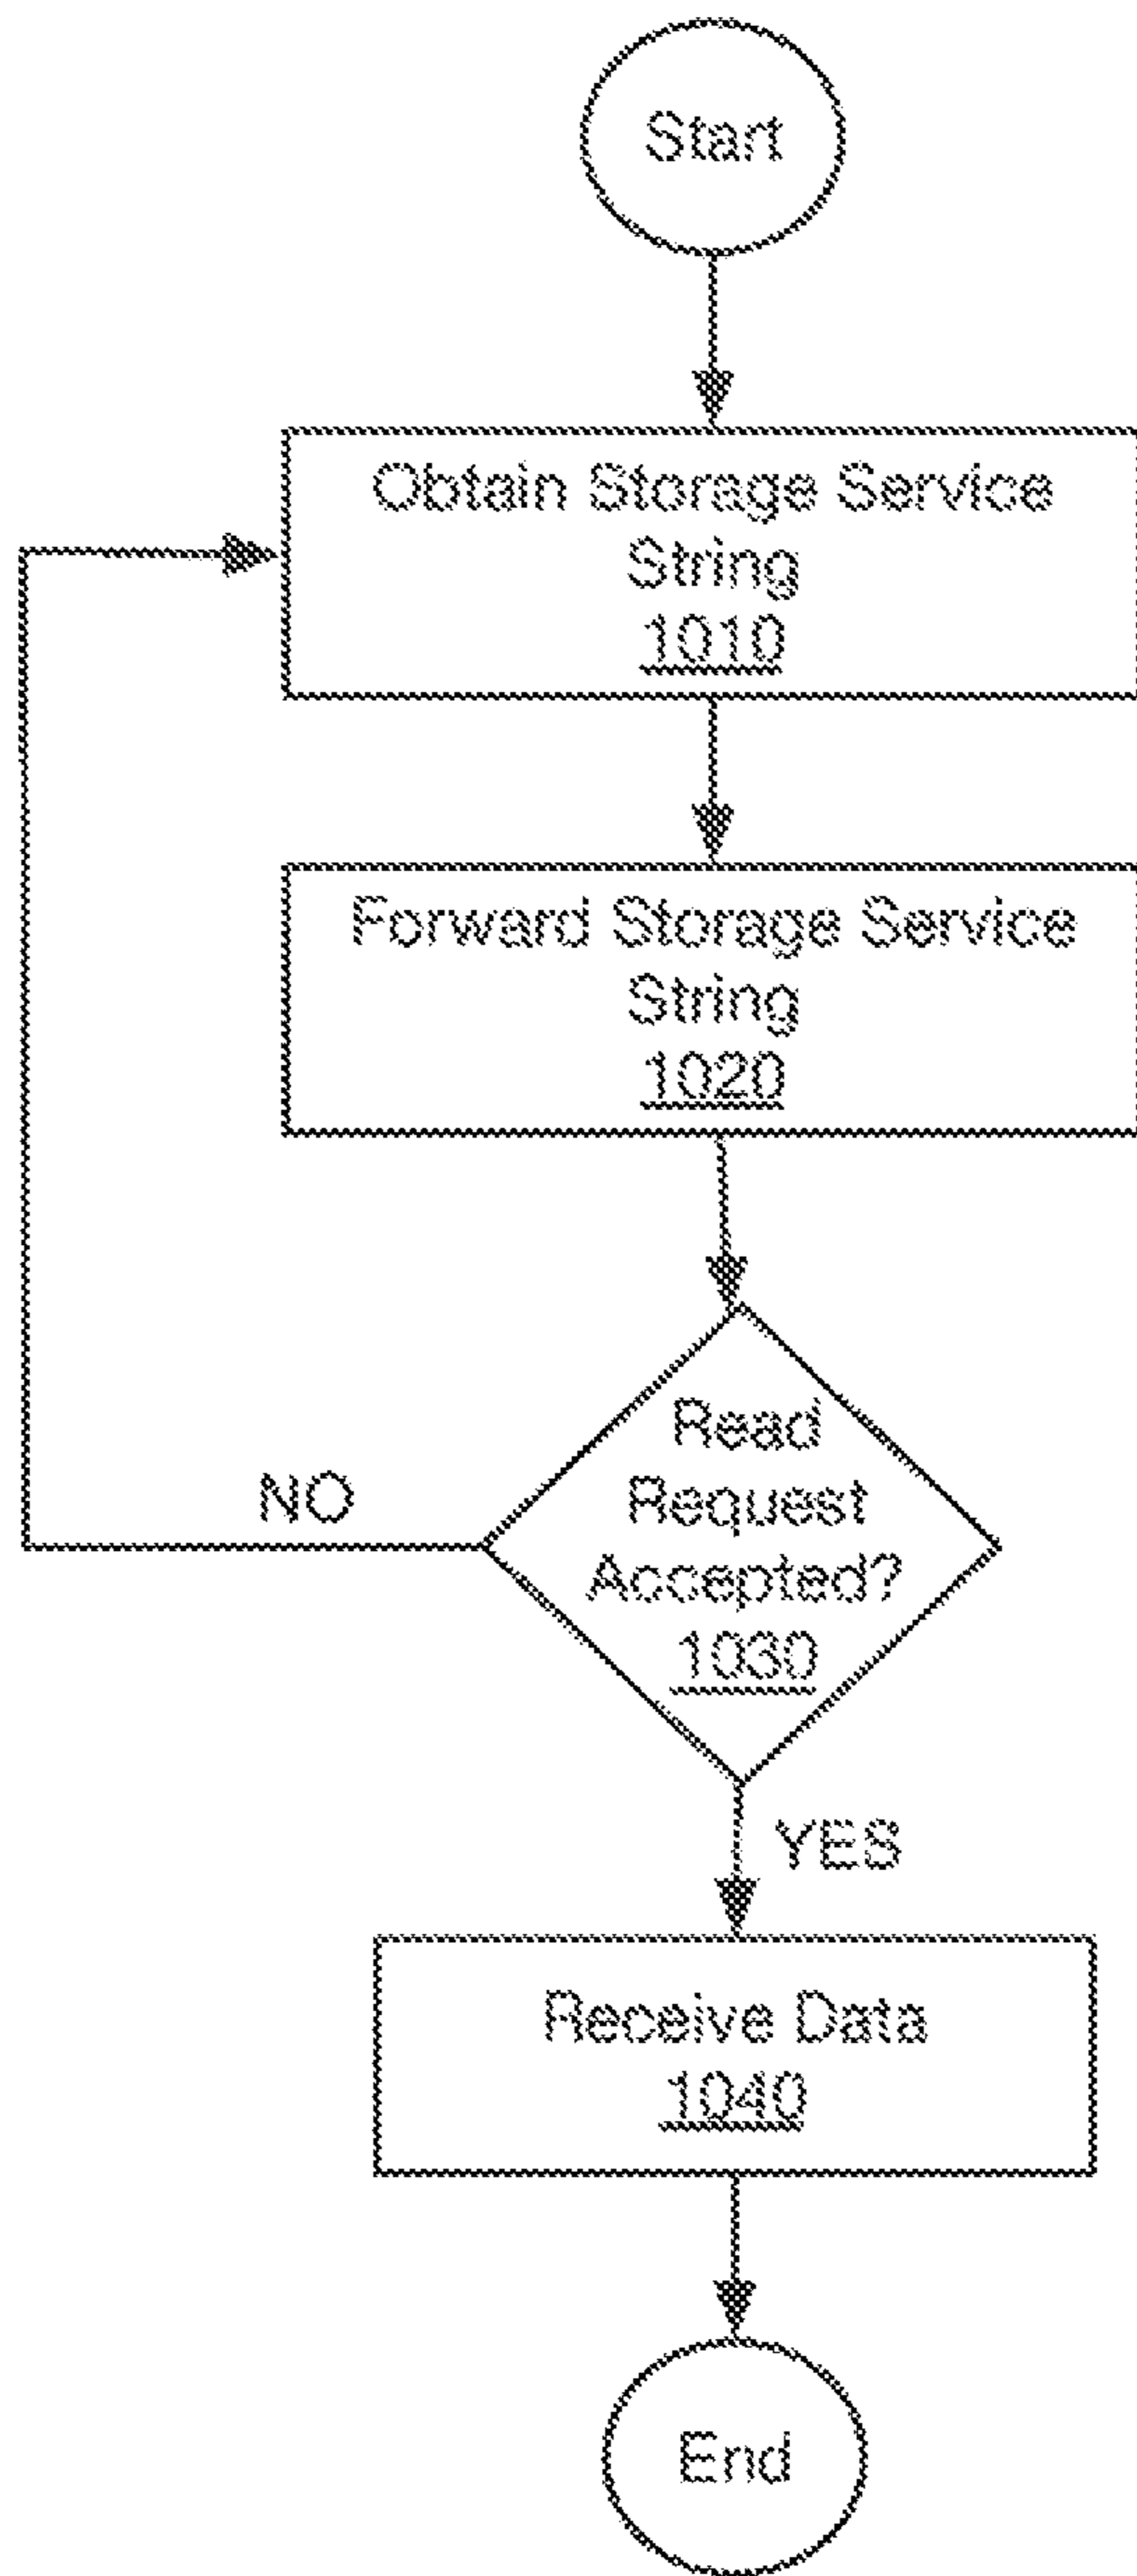 Start
Obtain Storage Service
String
1010
Forward Storage Service
String
1020
Read
Request
Accepted?
1030
NO
YES
Receive Data
1040
End